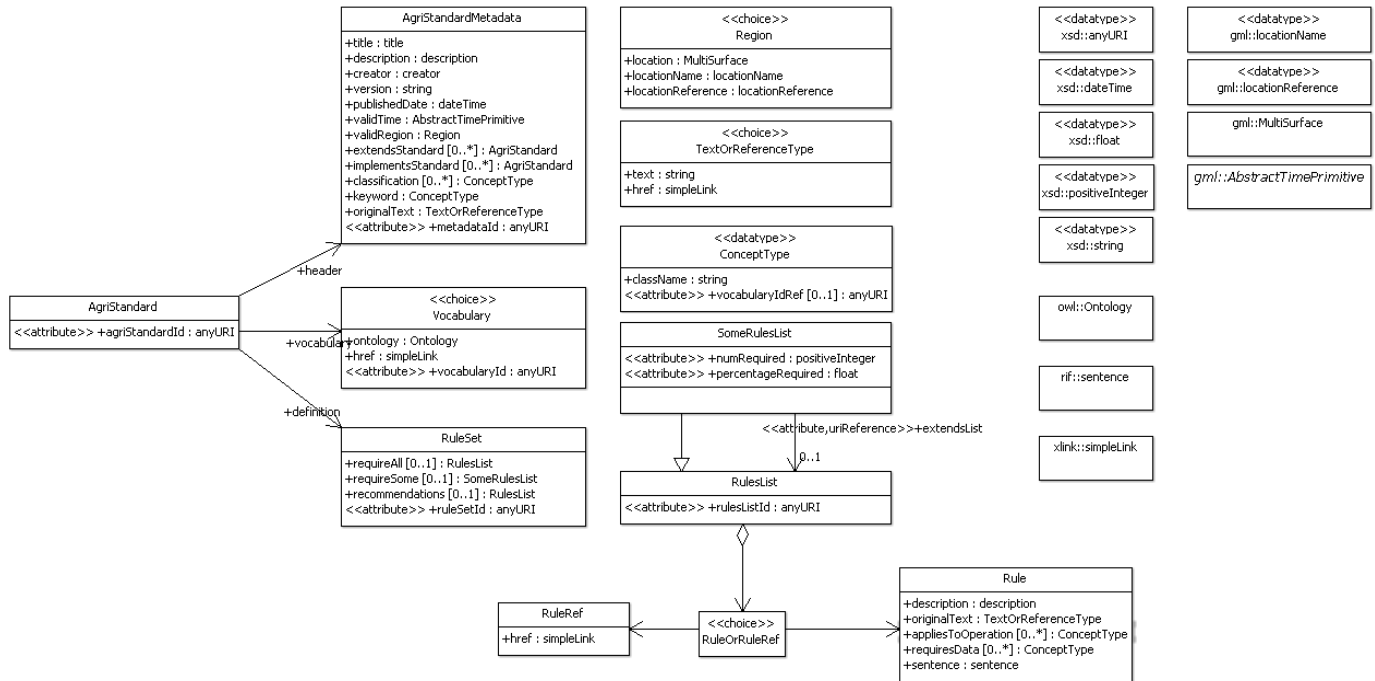 AgriStandardMetadata
+title : title
+description : description
+creator : creator
+version : string
+publishedDate : dateTime
+validTime : AbstractTimePrimitive
+validRegion : Region
+extendsStandard [0..*] : AgriStandard
+implementsStandard [0..*] : AgriStandard
+classification [0..*] : ConceptType
+keyword : ConceptType
+originalText : TextOrReferenceType
<<attribute>> +metadataId : anyURI
+header
AgriStandard
<<attribute>> +agriStandardId : anyURI
+vocabulary
<<choice>>
Vocabulary
+ontology : Ontology
+href : simpleLink
<<attribute>> +vocabularyId : anyURI
+definition
RuleSet
+requireAll [0..1] : RulesList
+requireSome [0..1] : SomeRulesList
+recommendations [0..1] : RulesList
<<attribute>> +ruleSetId : anyURI
<<choice>>
Region
+location : MultiSurface
+locationName : locationName
+locationReference : locationReference
<<choice>>
TextOrReferenceType
+text : string
+href : simpleLink
<<datatype>>
ConceptType
+className : string
<<attribute>> +vocabularyIdRef [0..1] : anyURI
SomeRulesList
<<attribute>> +numRequired : positiveInteger
<<attribute>> +percentageRequired : float
<<attribute,uriReference>>+extendsList
0..1
RulesList
<<attribute>> +rulesListId : anyURI
RuleRef
+href : simpleLink
<<choice>>
RuleOrRuleRef
Rule
+description : description
+originalText : TextOrReferenceType
+appliesToOperation [0..*] : ConceptType
+requiresData [0..*] : ConceptType
+sentence : sentence
<<datatype>>
xsd::anyURI
<<datatype>>
xsd::dateTime
<<datatype>>
xsd::float
<<datatype>>
xsd::positiveInteger
<<datatype>>
xsd::string
owl::Ontology
rif::sentence
xlink::simpleLink
<<datatype>>
gml::locationName
<<datatype>>
gml::locationReference
gml::MultiSurface
gml::AbstractTimePrimitive